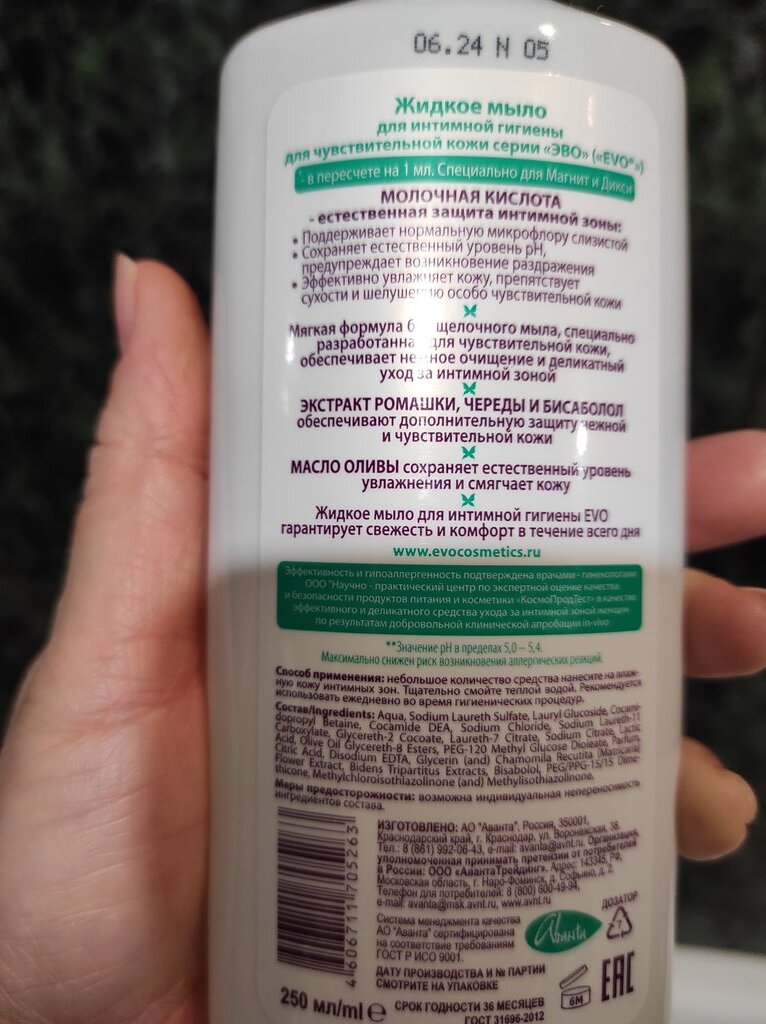 06.24 N 05
Жидкое мыло
для интимной гигиены
для чувствительной кожи серии «ЭВО» («EVO®»)
- в пересчете на 1 мл. Специально для Магнит и Дикси
МОЛОЧНАЯ КИСЛОТА
- естественная защита интимной зоны:
• Поддерживает нормальную микрофлору слизистой
• Сохраняет естественный уровень pH,
предупреждает возникновение раздражения
• Эффективно увлажняет кожу, препятствует
сухости и шелушению особо чувствительной кожи
Мягкая формула бесщелочного мыла, специально
разработанная для чувствительной кожи,
обеспечивает нежное очищение и деликатный
уход за интимной зоной
ЭКСТРАКТ РОМАШКИ, ЧЕРЕДЫ И БИСАБОЛОЛ
обеспечивают дополнительную защиту нежной
и чувствительной кожи
МАСЛО ОЛИВЫ сохраняет естественный уровень
увлажнения и смягчает кожу
Жидкое мыло для интимной гигиены EVO
гарантирует свежесть и комфорт в течение всего дня
www.evocosmetics.ru
Эффективность и гипоаллергенность подтверждена врачами - гинекологами
ООО "Научно - практический центр по экспертной оценке качества
и безопасности продуктов питания и косметики «КосмоПродТест» в качестве
эффективного и деликатного средства ухода за интимной зоной женщин
по результатам добровольной клинической апробации in-vivo.
**Значение pH в пределах 5,0 – 5,4.
Максимально снижен риск возникновения аллергических реакций.
Способ применения: небольшое количество средства нанесите на влаж-
ную кожу интимных зон. Тщательно смойте теплой водой. Рекомендуется
использовать ежедневно во время гигиенических процедур.
Состав/Ingredients: Aqua, Sodium Laureth Sulfate, Lauryl Glucoside, Cocami-
dopropyl Betaine, Cocamide DEA, Sodium Chloride, Sodium Laureth-11
Carboxylate, Glycereth-2 Cocoate, Laureth-7 Citrate, Sodium Citrate, Lactic
Acid, Olive Oil Glycereth-8 Esters, PEG-120 Methyl Glucose Dioleate, Parfum,
Citric Acid, Disodium EDTA, Glycerin (and) Chamomilla Recutita (Matricaria)
Flower Extract, Bidens Tripartitus Extracts, Bisabolol, PEG/PPG-15/15 Dime-
thicone, Methylchloroisothiazolinone (and) Methylisothiazolinone.
Меры предосторожности: возможна индивидуальная непереносимость
ингредиентов состава.
4 606711 705263
ИЗГОТОВЛЕНО: АО "Аванта", Россия, 350001,
Краснодарский край, г. Краснодар, ул. Воронежская, 38.
Тел.: 8 (861) 992-06-43, e-mail: avanta@avnt.ru. Организация,
уполномоченная принимать претензии от потребителей
в России: ООО «АвантаТрейдинг». Адрес: 143345, РФ,
Московская область, г. Наро-Фоминск, д. Софьино, д. 2.
Телефон для потребителей: 8 (800) 600-49-94,
e-mail: avanta@msk.avnt.ru, www.avnt.ru
Система менеджмента качества
АО "Аванта" сертифицирована
на соответствие требованиям
ГОСТ Р ИСО 9001.
Avanta
ДОЗАТОР
ДАТУ ПРОИЗВОДСТВА И № ПАРТИИ
СМОТРИТЕ НА УПАКОВКЕ
6M
EAC
250 мл/ml e
СРОК ГОДНОСТИ 36 МЕСЯЦЕВ
ГОСТ 31696-2012